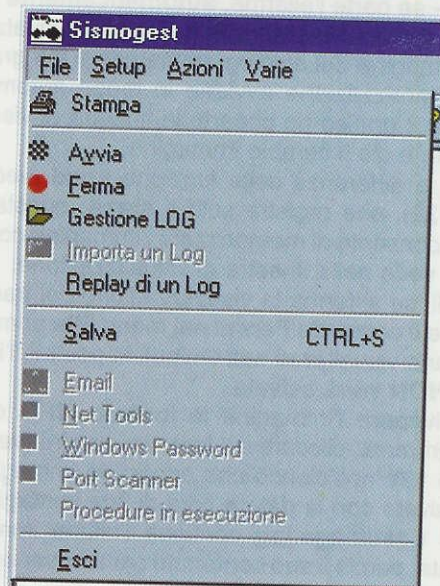 Sismogest
File Setup Azioni Varie
Stampa
Avvia
Ferma
Gestione LOG
Importa un Log
Replay di un Log
Salva CTRL+S
Email
Net Tools
Windows Password
Port Scanner
Procedure in esecuzione
Esci